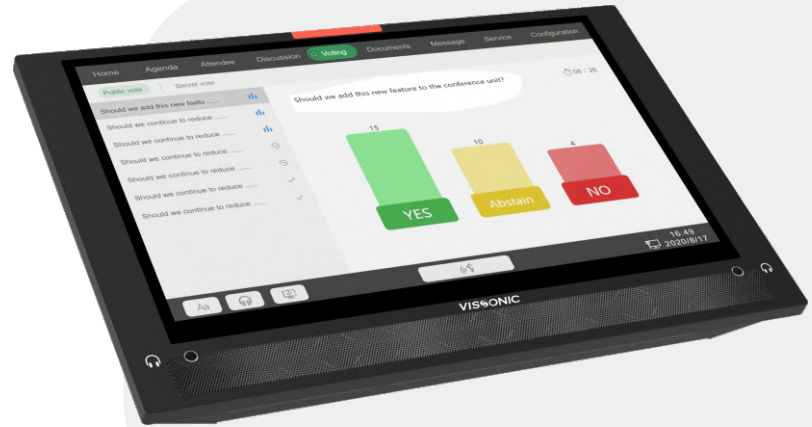 Home Agenda Attendee Discussion Voting Documents Message Service Configuration
Public vote Secret vote
Should we add this new featu ......
Should we continue to reduce ......
Should we continue to reduce ......
Should we continue to reduce ......
Should we continue to reduce ......
Should we continue to reduce ......
Should we continue to reduce ......
Should we add this new feature to the conference unit?
06 : 26
15
10
4
YES
Abstain
NO
16:49
2020/8/17
Aa
VISSONIC